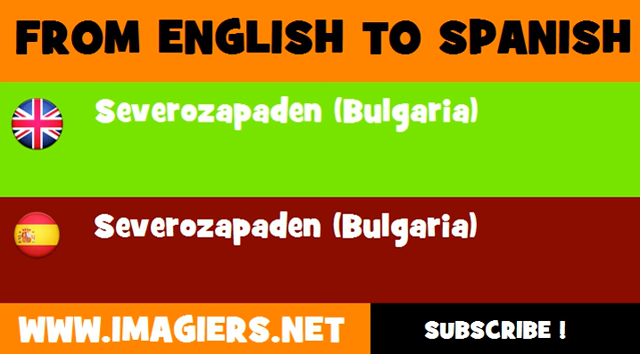 FROM ENGLISH TO SPANISH
Severozapaden (Bulgaria)
Severozapaden (Bulgaria)
WWW.IMAGIERS.NET
SUBSCRIBE !